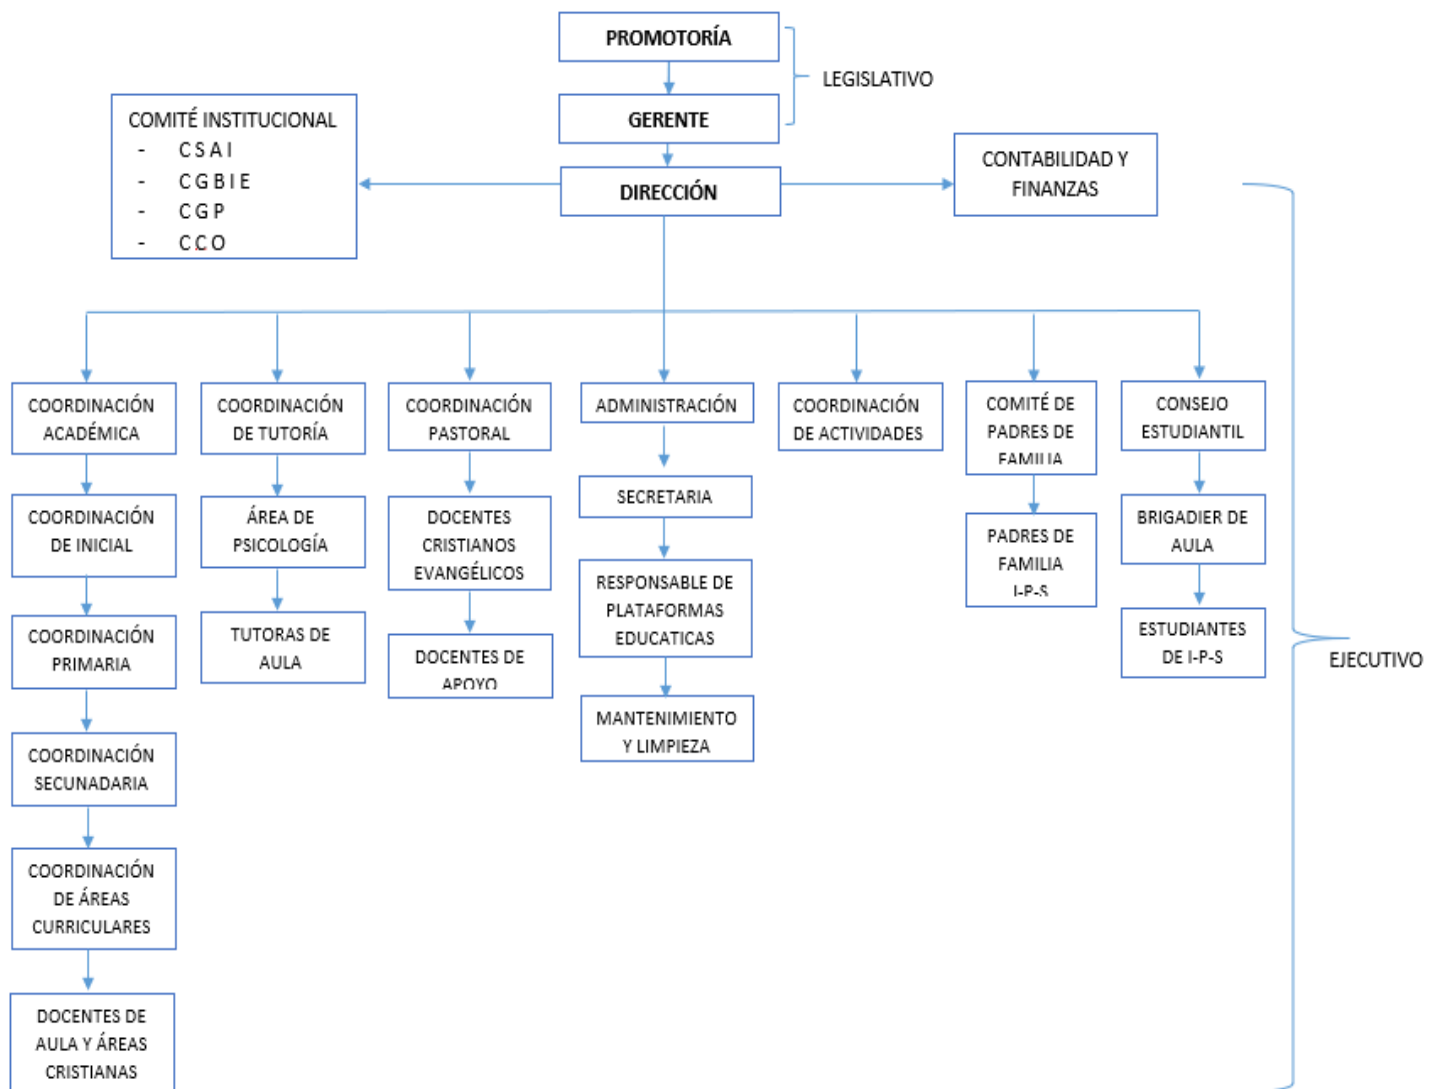 PROMOTORÍA
LEGISLATIVO
GERENTE
COMITÉ INSTITUCIONAL
- C S A I
- C G B I E
- C G P
- C C O
DIRECCIÓN
CONTABILIDAD Y
FINANZAS
COORDINACIÓN
ACADÉMICA
COORDINACIÓN
DE INICIAL
COORDINACIÓN
PRIMARIA
COORDINACIÓN
SECUNADARIA
COORDINACIÓN
DE ÁREAS
CURRICULARES
DOCENTES DE
AULA Y ÁREAS
CRISTIANAS
COORDINACIÓN
DE TUTORÍA
ÁREA DE
PSICOLOGÍA
TUTORAS DE
AULA
COORDINACIÓN
PASTORAL
DOCENTES
CRISTIANOS
EVANGÉLICOS
DOCENTES DE
APOYO
ADMINISTRACIÓN
SECRETARIA
RESPONSABLE DE
PLATAFORMAS
EDUCATICAS
MANTENIMIENTO
Y LIMPIEZA
COORDINACIÓN
DE ACTIVIDADES
COMITÉ DE
PADRES DE
FAMILIA
PADRES DE
FAMILIA
I-P-S
CONSEJO
ESTUDIANTIL
BRIGADIER DE
AULA
ESTUDIANTES
DE I-P-S
EJECUTIVO